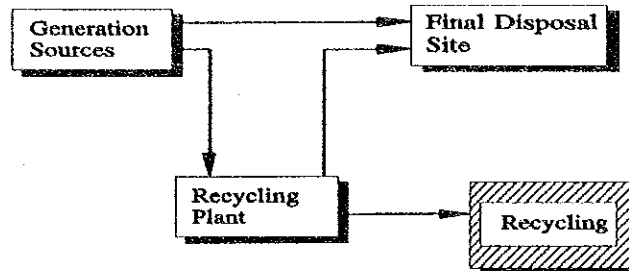 Generation
Sources
Final Disposal
Site
Recycling
Plant
Recycling